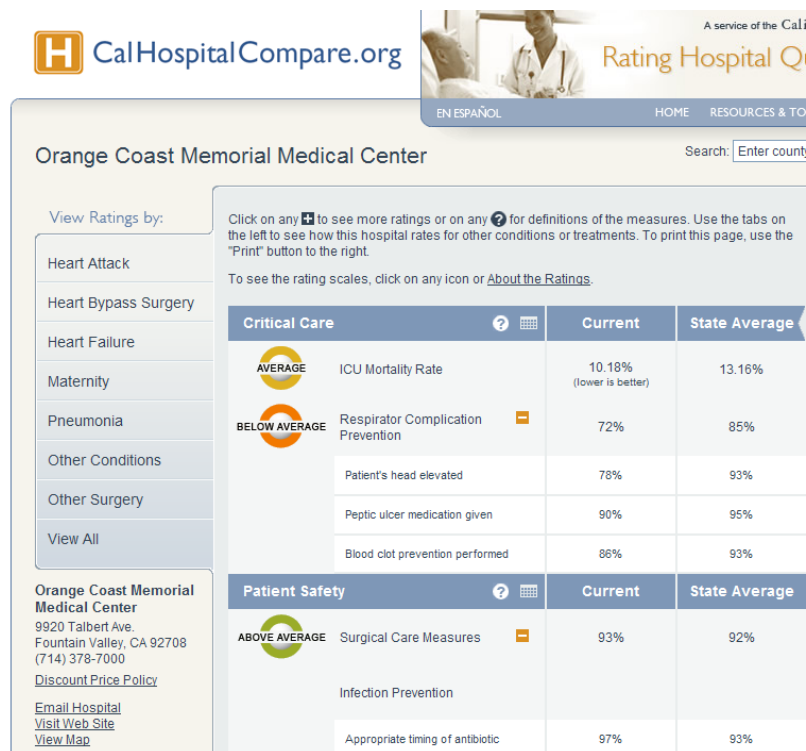 H CalHospitalCompare.org
A service of the Cali
Rating Hospital Qu
EN ESPAÑOL HOME RESOURCES & TO
Orange Coast Memorial Medical Center
Search: Enter county
View Ratings by:
Heart Attack
Heart Bypass Surgery
Heart Failure
Maternity
Pneumonia
Other Conditions
Other Surgery
View All
Orange Coast Memorial
Medical Center
9920 Talbert Ave.
Fountain Valley, CA 92708
(714) 378-7000
Discount Price Policy
Email Hospital
Visit Web Site
View Map
Click on any + to see more ratings or on any ? for definitions of the measures. Use the tabs on
the left to see how this hospital rates for other conditions or treatments. To print this page, use the
"Print" button to the right.
To see the rating scales, click on any icon or About the Ratings.
Critical Care ? Current State Average
AVERAGE ICU Mortality Rate 10.18% 13.16%
(lower is better)
BELOW AVERAGE Respiratory Complication
Prevention 72% 85%
Patient's head elevated 78% 93%
Peptic ulcer medication given 90% 95%
Blood clot prevention performed 86% 93%
Patient Safety ? Current State Average
ABOVE AVERAGE Surgical Care Measures 93% 92%
Infection Prevention
Appropriate timing of antibiotic 97% 93%